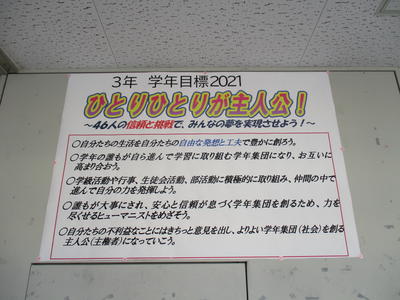 3年 学年目標2021
ひとりひとりが主人公!
～46人の信頼と挑戦で、みんなの夢を実現させよう!～
○自分たちの生活を自分たちの自由な発想と工夫で豊かに創ろう。
○学年の誰もが自ら進んで学習に取り組む学年集団になり、お互いに
高まり合おう。
○学級活動や行事、生徒会活動、部活動に積極的に取り組み、仲間の中で
進んで自分の力を発揮しよう。
○誰もが大事にされ、安心と信頼が息づく学年集団を創るため、力を
尽くせるヒューマニストをめざそう。
○自分たちの不利益なことにはきちっと意見を出し、よりよい学年集団(社会)を創る
主人公(主権者)になっていこう。